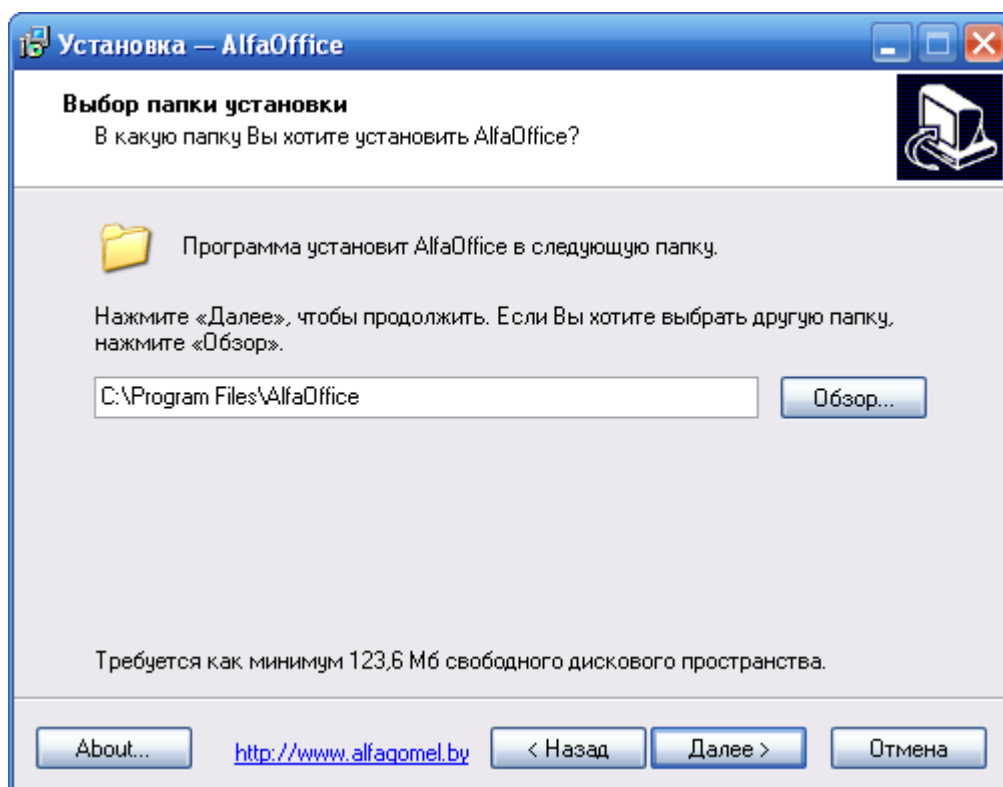 Установка — AlfaOffice
Выбор папки установки
В какую папку Вы хотите установить AlfaOffice?
Программа установит AlfaOffice в следующую папку.
Нажмите «Далее», чтобы продолжить. Если Вы хотите выбрать другую папку,
нажмите «Обзор».
C:\Program Files\AlfaOffice
Обзор...
Требуется как минимум 123,6 Мб свободного дискового пространства.
About...
http://www.alfagomel.by
< Назад
Далее >
Отмена